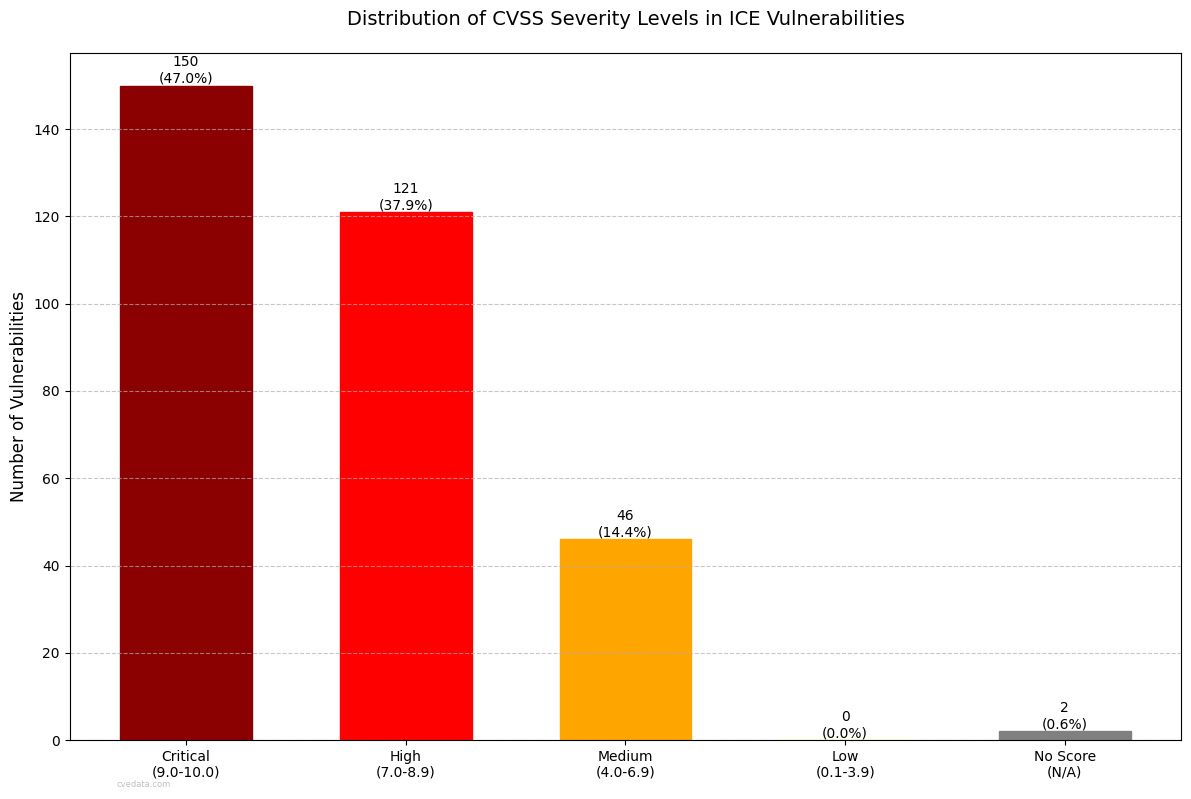 Distribution of CVSS Severity Levels in ICE Vulnerabilities
Number of Vulnerabilities
140
120
100
80
60
40
20
0
150
(47.0%)
121
(37.9%)
46
(14.4%)
0
(0.0%)
2
(0.6%)
Critical
(9.0-10.0)
High
(7.0-8.9)
Medium
(4.0-6.9)
Low
(0.1-3.9)
No Score
(N/A)
cvedata.com